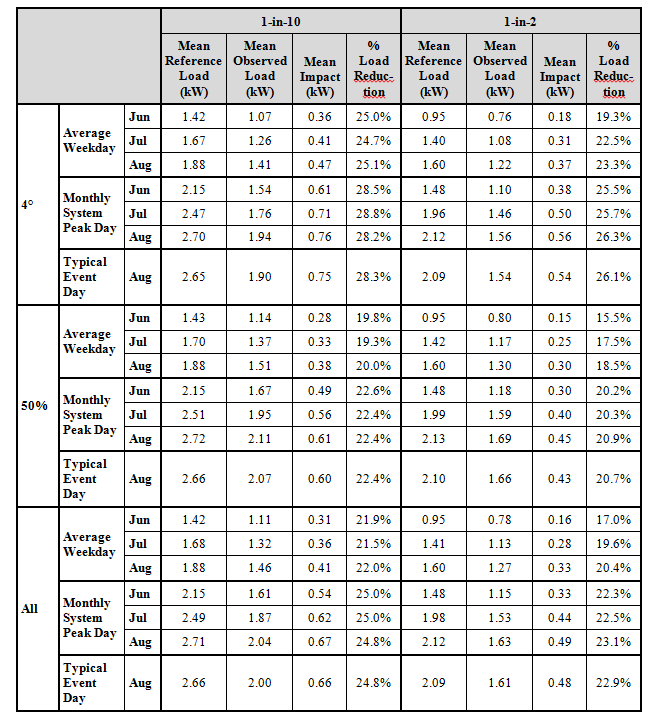 1-in-10 1-in-2
Mean Reference Load (kW) Mean Observed Load (kW) Mean Impact (kW) % Load Reduc-tion Mean Reference Load (kW) Mean Observed Load (kW) Mean Impact (kW) % Load Reduc-tion
4° Average Weekday Jun 1.42 1.07 0.36 25.0% 0.95 0.76 0.18 19.3%
Jul 1.67 1.26 0.41 24.7% 1.40 1.08 0.31 22.5%
Aug 1.88 1.41 0.47 25.1% 1.60 1.22 0.37 23.3%
Monthly System Peak Day Jun 2.15 1.54 0.61 28.5% 1.48 1.10 0.38 25.5%
Jul 2.47 1.76 0.71 28.8% 1.96 1.46 0.50 25.7%
Aug 2.70 1.94 0.76 28.2% 2.12 1.56 0.56 26.3%
Typical Event Day Aug 2.65 1.90 0.75 28.3% 2.09 1.54 0.54 26.1%
50% Average Weekday Jun 1.43 1.14 0.28 19.8% 0.95 0.80 0.15 15.5%
Jul 1.70 1.37 0.33 19.3% 1.42 1.17 0.25 17.5%
Aug 1.88 1.51 0.38 20.0% 1.60 1.30 0.30 18.5%
Monthly System Peak Day Jun 2.15 1.67 0.49 22.6% 1.48 1.18 0.30 20.2%
Jul 2.51 1.95 0.56 22.4% 1.99 1.59 0.40 20.3%
Aug 2.72 2.11 0.61 22.4% 2.13 1.69 0.45 20.9%
Typical Event Day Aug 2.66 2.07 0.60 22.4% 2.10 1.66 0.43 20.7%
All Average Weekday Jun 1.42 1.11 0.31 21.9% 0.95 0.78 0.16 17.0%
Jul 1.68 1.32 0.36 21.5% 1.41 1.13 0.28 19.6%
Aug 1.88 1.46 0.41 22.0% 1.60 1.27 0.33 20.4%
Monthly System Peak Day Jun 2.15 1.61 0.54 25.0% 1.48 1.15 0.33 22.3%
Jul 2.49 1.87 0.62 25.0% 1.98 1.53 0.44 22.5%
Aug 2.71 2.04 0.67 24.8% 2.12 1.63 0.49 23.1%
Typical Event Day Aug 2.66 2.00 0.66 24.8% 2.09 1.61 0.48 22.9%